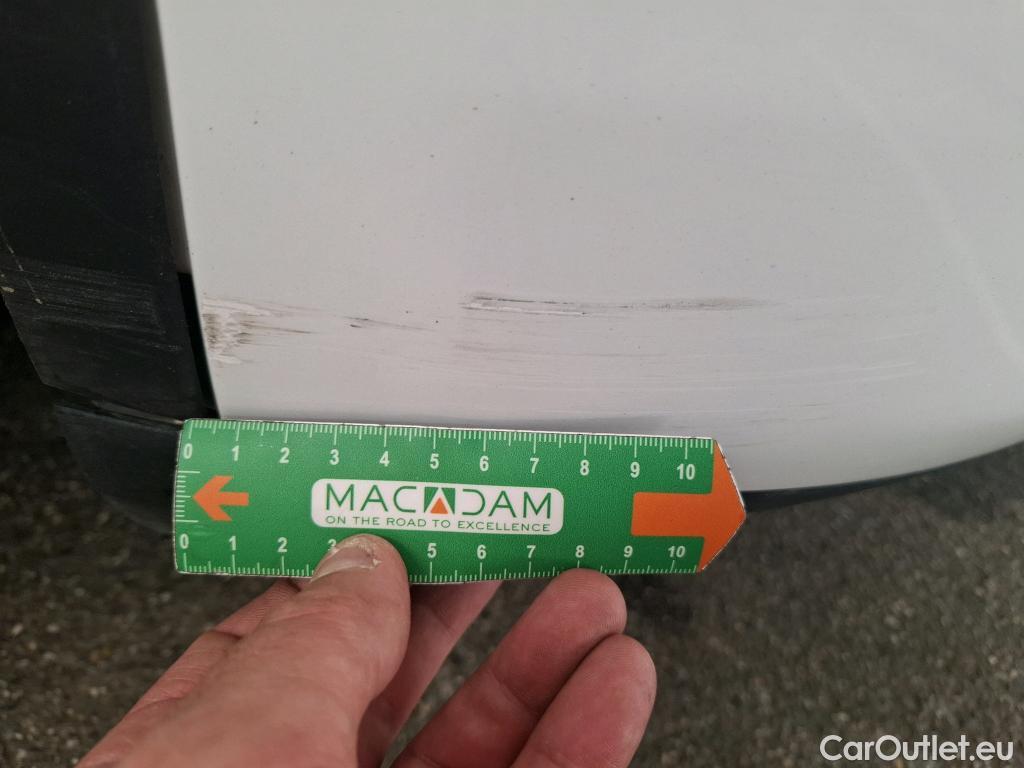 0 1 2 3 4 5 6 7 8 9 10
MACADAM
ON THE ROAD TO EXCELLENCE
0 1 2 3 5 6 7 8 9 10
CarOutlet.eu